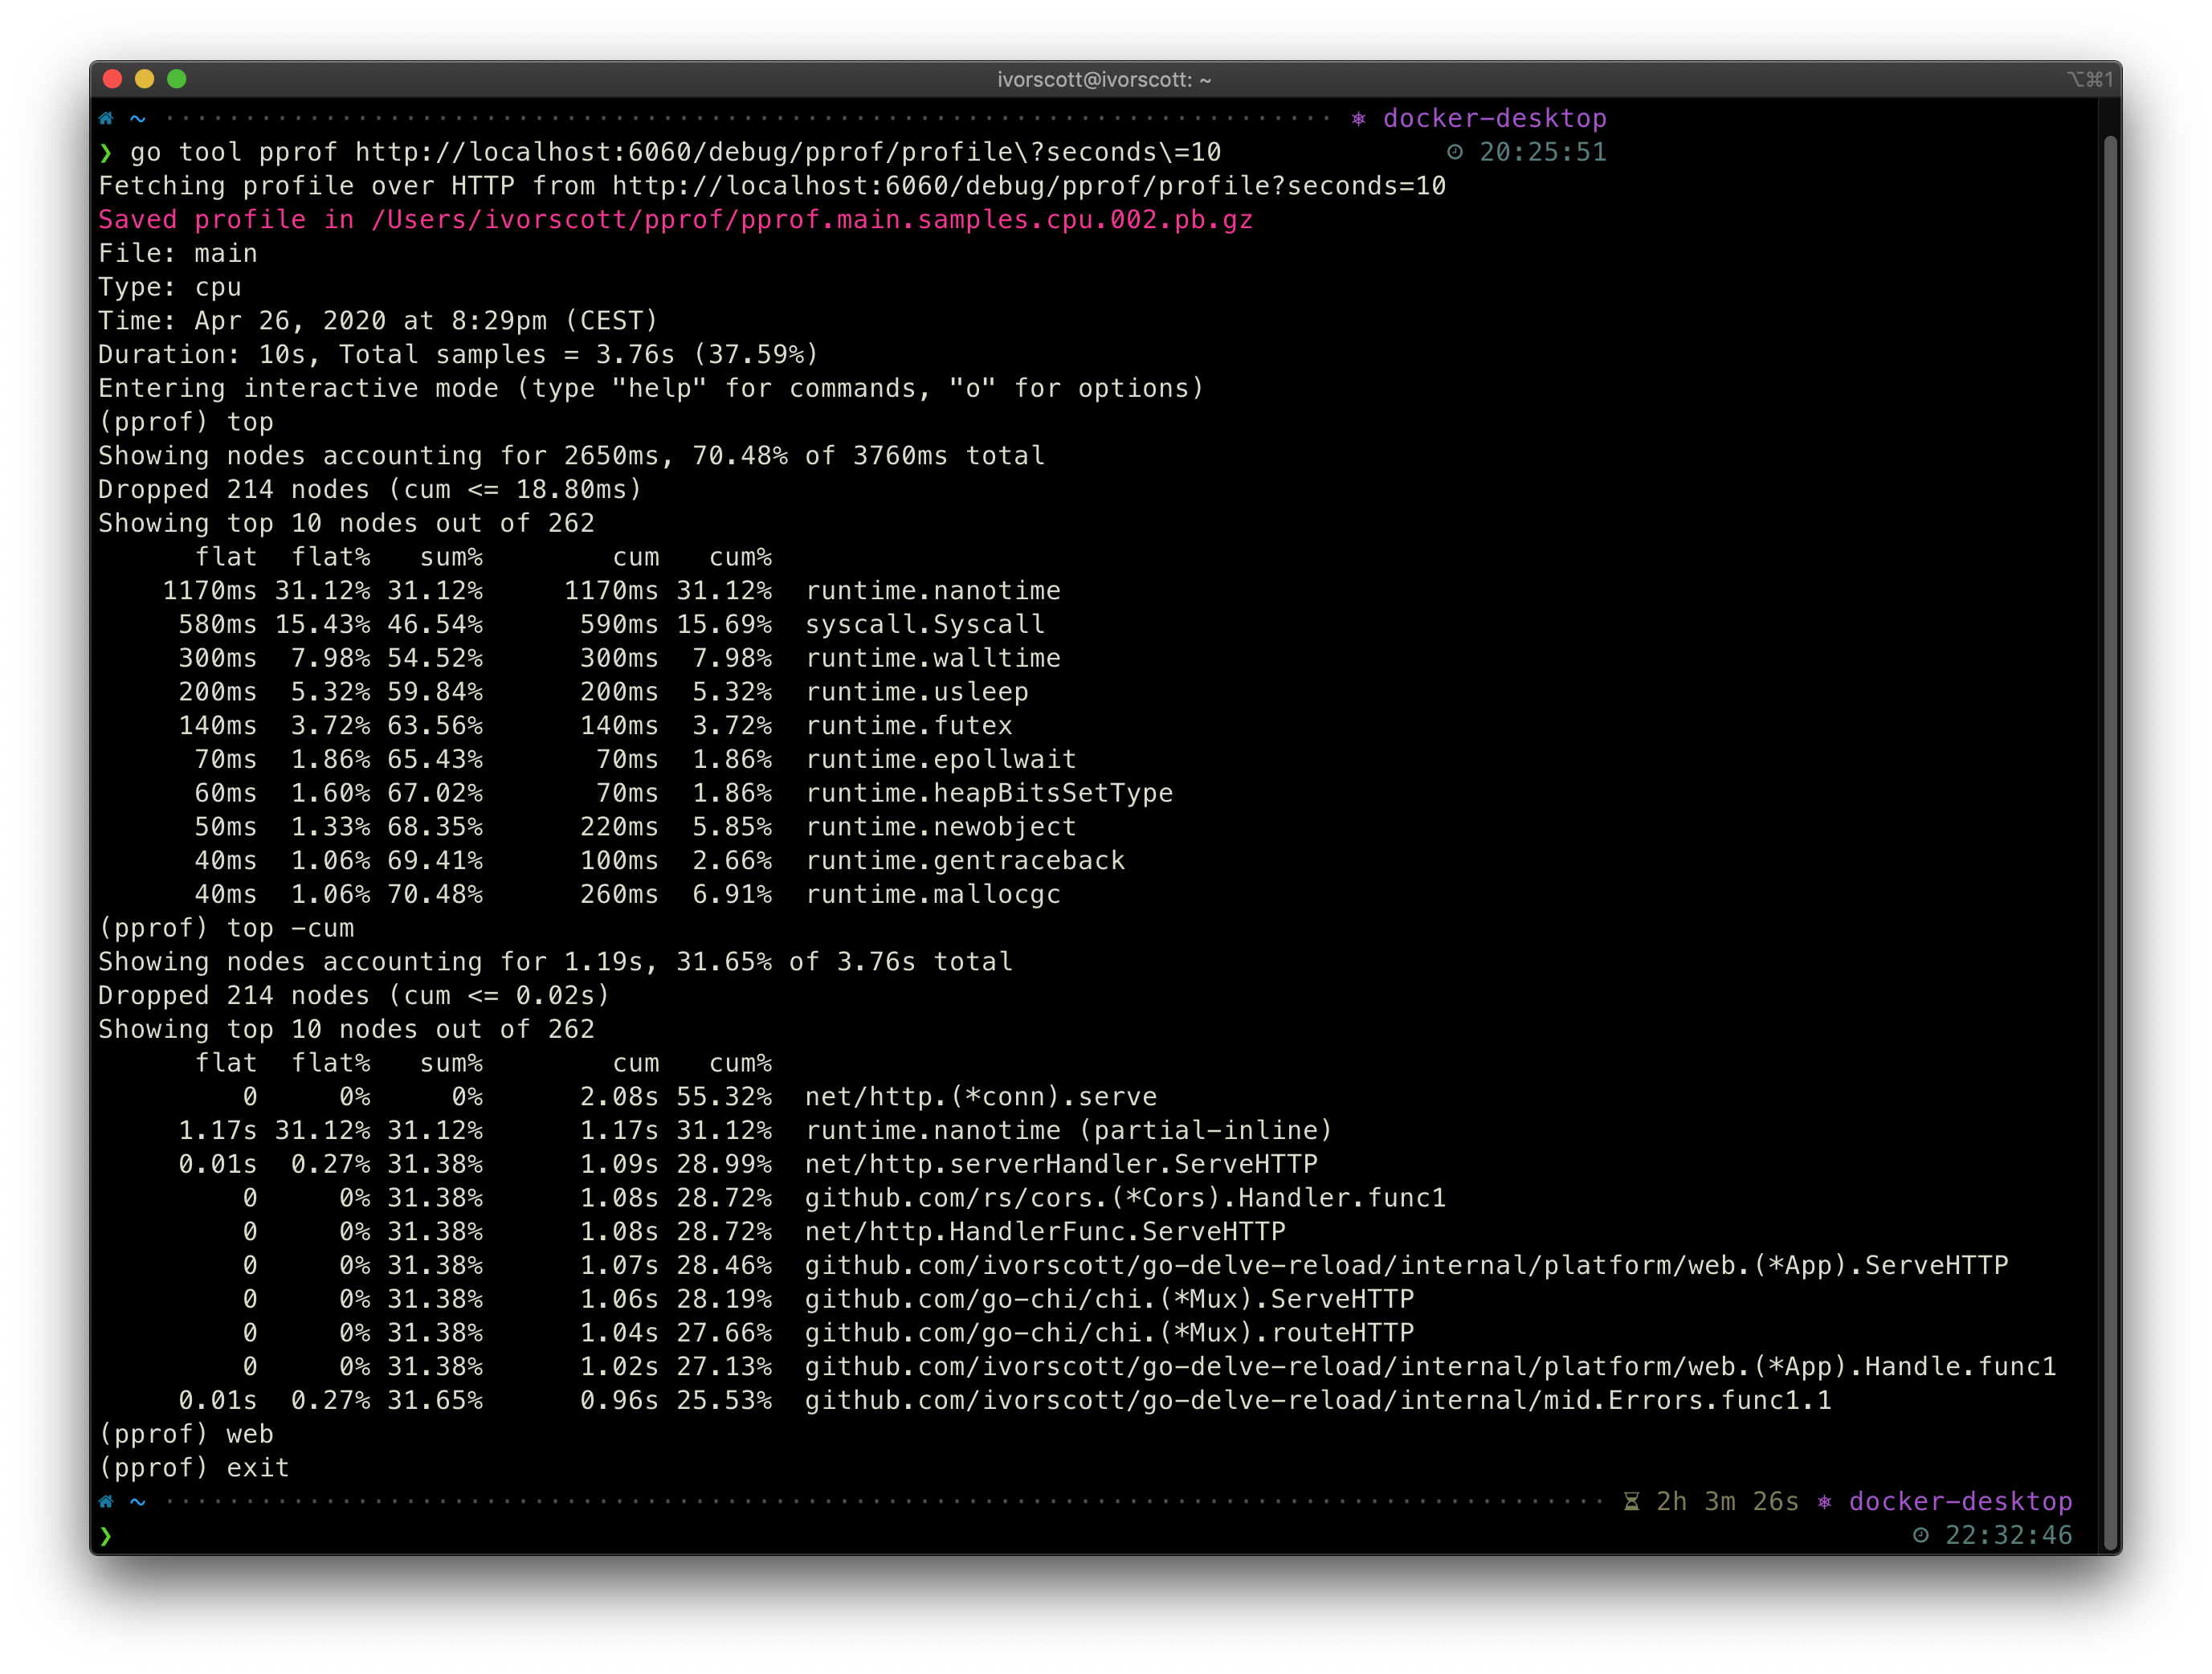 ivorscott@ivorscott: ~ ⌥⌘1
~ ⎈ docker-desktop
❯ go tool pprof http://localhost:6060/debug/pprof/profile\?seconds\=10 20:25:51
Fetching profile over HTTP from http://localhost:6060/debug/pprof/profile?seconds=10
Saved profile in /Users/ivorscott/pprof/pprof.main.samples.cpu.002.pb.gz
File: main
Type: cpu
Time: Apr 26, 2020 at 8:29pm (CEST)
Duration: 10s, Total samples = 3.76s (37.59%)
Entering interactive mode (type "help" for commands, "o" for options)
(pprof) top
Showing nodes accounting for 2650ms, 70.48% of 3760ms total
Dropped 214 nodes (cum <= 18.80ms)
Showing top 10 nodes out of 262
flat flat% sum% cum cum%
1170ms 31.12% 31.12% 1170ms 31.12% runtime.nanotime
580ms 15.43% 46.54% 590ms 15.69% syscall.Syscall
300ms 7.98% 54.52% 300ms 7.98% runtime.walltime
200ms 5.32% 59.84% 200ms 5.32% runtime.usleep
140ms 3.72% 63.56% 140ms 3.72% runtime.futex
70ms 1.86% 65.43% 70ms 1.86% runtime.epollwait
60ms 1.60% 67.02% 70ms 1.86% runtime.heapBitsSetType
50ms 1.33% 68.35% 220ms 5.85% runtime.newobject
40ms 1.06% 69.41% 100ms 2.66% runtime.gentraceback
40ms 1.06% 70.48% 260ms 6.91% runtime.mallocgc
(pprof) top -cum
Showing nodes accounting for 1.19s, 31.65% of 3.76s total
Dropped 214 nodes (cum <= 0.02s)
Showing top 10 nodes out of 262
flat flat% sum% cum cum%
0 0% 0% 2.08s 55.32% net/http.(*conn).serve
1.17s 31.12% 31.12% 1.17s 31.12% runtime.nanotime (partial-inline)
0.01s 0.27% 31.38% 1.09s 28.99% net/http.serverHandler.ServeHTTP
0 0% 31.38% 1.08s 28.72% github.com/rs/cors.(*Cors).Handler.func1
0 0% 31.38% 1.08s 28.72% net/http.HandlerFunc.ServeHTTP
0 0% 31.38% 1.07s 28.46% github.com/ivorscott/go-delve-reload/internal/platform/web.(*App).ServeHTTP
0 0% 31.38% 1.06s 28.19% github.com/go-chi/chi.(*Mux).ServeHTTP
0 0% 31.38% 1.04s 27.66% github.com/go-chi/chi.(*Mux).routeHTTP
0 0% 31.38% 1.02s 27.13% github.com/ivorscott/go-delve-reload/internal/platform/web.(*App).Handle.func1
0.01s 0.27% 31.65% 0.96s 25.53% github.com/ivorscott/go-delve-reload/internal/mid.Errors.func1.1
(pprof) web
(pprof) exit
~ 2h 3m 26s ⎈ docker-desktop
❯ 22:32:46